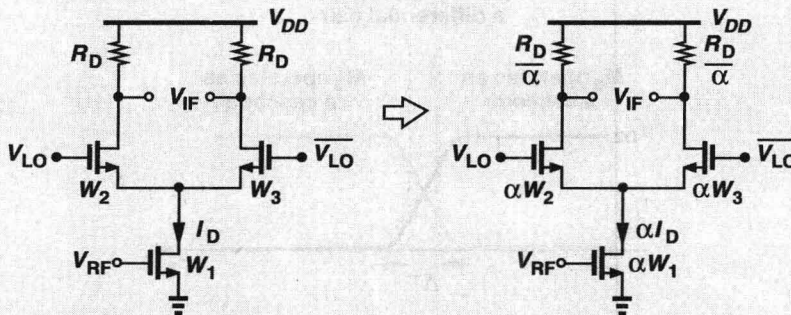 V_DD V_DD
R_D R_D R_D/α R_D/α
V_IF V_IF
V_LO V̅_LO V_LO V̅_LO
W_2 W_3 αW_2 αW_3
I_D αI_D
V_RF W_1 V_RF αW_1